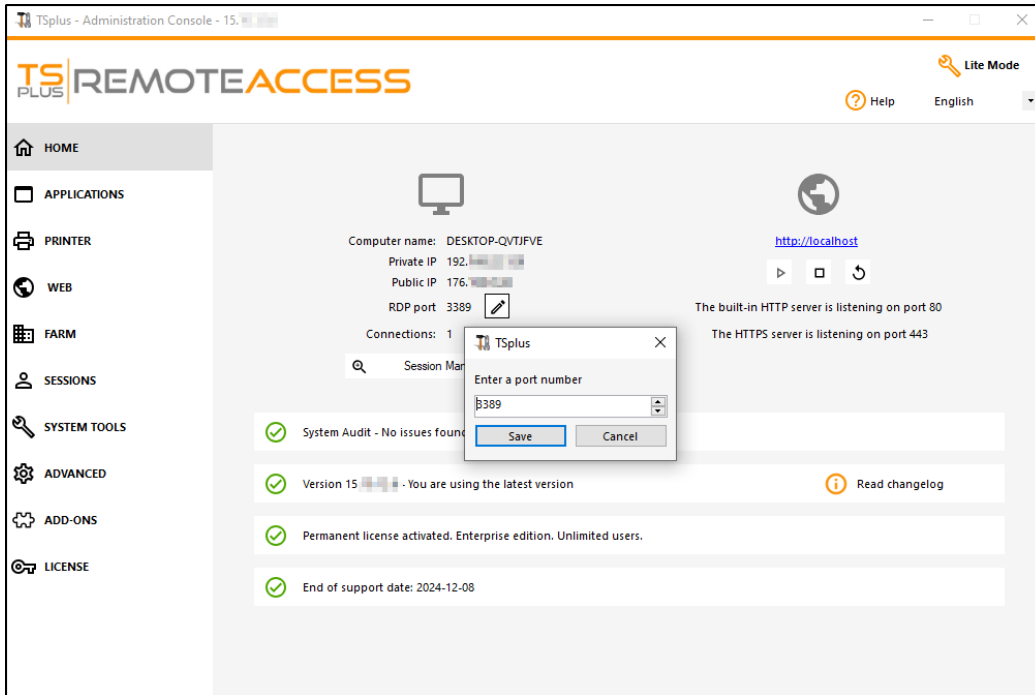 TSplus - Administration Console - 15.
TS PLUS REMOTEACCESS
Lite Mode
Help English
HOME
APPLICATIONS
PRINTER
WEB
FARM
SESSIONS
SYSTEM TOOLS
ADVANCED
ADD-ONS
LICENSE
Computer name: DESKTOP-QVTJFVE
Private IP 192.
Public IP 176.
RDP port 3389
Connections: 1
Session Mar
http://localhost
The built-in HTTP server is listening on port 80
The HTTPS server is listening on port 443
TSplus
Enter a port number
3389
Save Cancel
System Audit - No issues found
Version 15 - You are using the latest version
Read changelog
Permanent license activated. Enterprise edition. Unlimited users.
End of support date: 2024-12-08